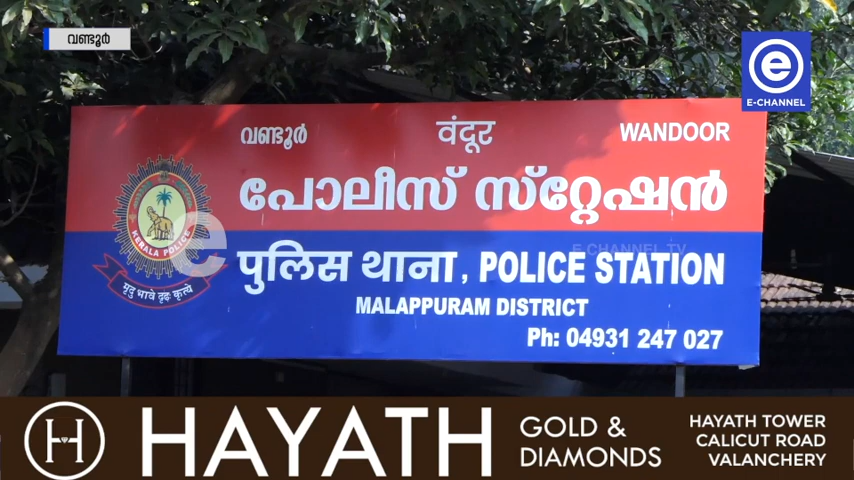 വണ്ടൂർ
e
E-CHANNEL
വണ്ടൂർ वंदूर WANDOOR
പോലീസ് സ്റ്റേഷൻ
KERALA POLICE
मृदु भावे दृढ़ कृत्ये
e
E CHANNEL TV
पुलिस थाना, POLICE STATION
MALAPPURAM DISTRICT
Ph: 04931 247 027
H
HAYATH
GOLD &
DIAMONDS
HAYATH TOWER
CALICUT ROAD
VALANCHERY